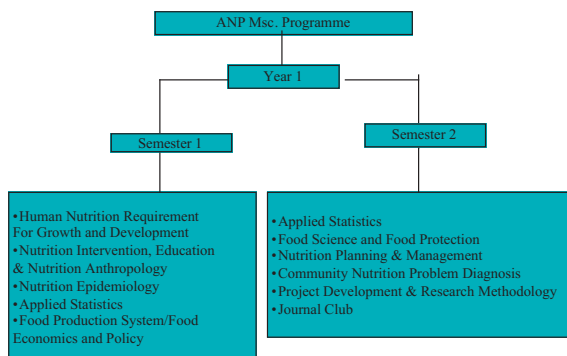 ANP Msc. Programme
Year 1
Semester 1
Semester 2
•Human Nutrition Requirement
For Growth and Development
•Nutrition Intervention, Education
& Nutrition Anthropology
•Nutrition Epidemiology
•Applied Statistics
•Food Production System/Food
Economics and Policy
•Applied Statistics
•Food Science and Food Protection
•Nutrition Planning & Management
•Community Nutrition Problem Diagnosis
•Project Development & Research Methodology
•Journal Club